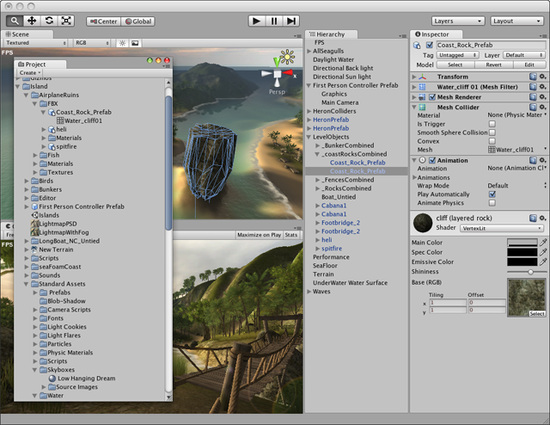 Center
Global
Layers
Layout
Scene
Textured
RGB
FPS
Persp
Project
Create
Gizmos
Island
AirplaneRuins
FBX
Coast_Rock_Prefab
Water_cliff01
heli
Materials
spitfire
Fish
Materials
Textures
Birds
Bunkers
Editor
First Person Controller Prefab
Islands
LightmapPSD
LightmapWithFog
LongBoat_NC_Untied
New Terrain
Scripts
seaFoamCoast
Sounds
Standard Assets
_Prefabs
Blob-Shadow
Camera Scripts
Fonts
Light Cookies
Light Flares
Particles
Physic Materials
Scripts
Skyboxes
Low Hanging Dream
Source Images
Water
Maximize on Play
Stats
Hierarchy
FPS
AllSeagulls
Daylight Water
Directional Back light
Directional Sun light
First Person Controller Prefab
Graphics
Main Camera
HeronColliders
HeronPrefab
HeronPrefab
LevelObjects
_BunkerCombined
_coastRocksCombined
Coast_Rock_Prefab
Coast_Rock_Prefab
_FencesCombined
_RocksCombined
Boat_Untied
Cabana1
Cabana1
Footbridge_2
Footbridge_2
heli
spitfire
Performance
SeaFloor
Terrain
UnderWater Water Surface
Waves
Inspector
Coast_Rock_Prefab
Tag Untagged Layer Default
Model Select Revert Edit
Transform
Water_cliff 01 (Mesh Filter)
Mesh Renderer
Mesh Collider
Material None (Physic Mater
Is Trigger
Smooth Sphere Collision
Convex
Mesh Water_cliff01
Animation
Animation None (Animation Cl
Animations
Wrap Mode Default
Play Automatically
Animate Physics
cliff (layered rock)
Shader VertexLit
Main Color
Spec Color
Emissive Color
Shininess
Base (RGB)
Tiling Offset
x 1 0
y 1 0
Select